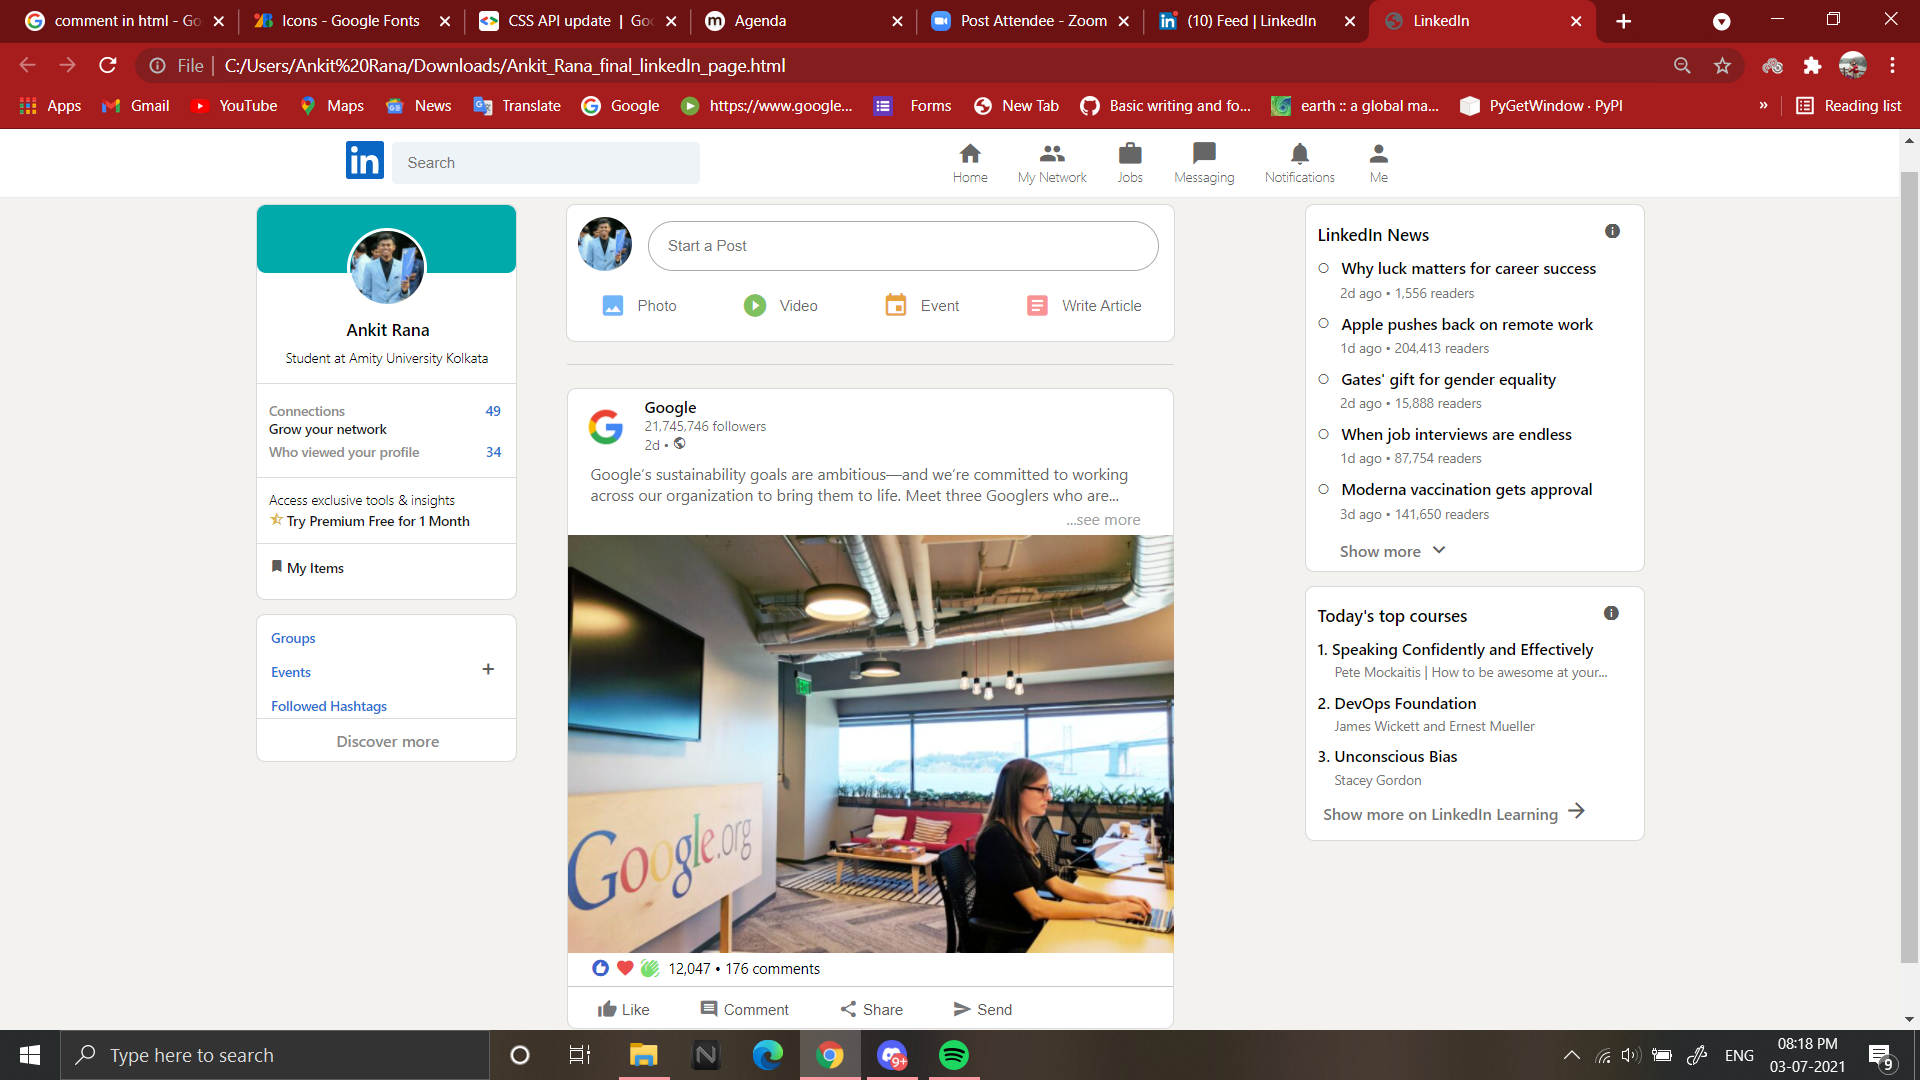 comment in html - Go
Icons - Google Fonts
CSS API update | Goo
Agenda
Post Attendee - Zoom
(10) Feed | LinkedIn
LinkedIn
File
C:/Users/Ankit%20Rana/Downloads/Ankit_Rana_final_linkedIn_page.html
Apps
Gmail
YouTube
Maps
News
Translate
Google
https://www.google...
Forms
New Tab
Basic writing and fo...
earth :: a global ma...
PyGetWindow · PyPI
»
Reading list
in
Search
Home
My Network
Jobs
Messaging
Notifications
Me
Ankit Rana
Student at Amity University Kolkata
Connections 49
Grow your network
Who viewed your profile 34
Access exclusive tools & insights
Try Premium Free for 1 Month
My Items
Groups
Events +
Followed Hashtags
Discover more
Start a Post
Photo
Video
Event
Write Article
Google
21,745,746 followers
2d •
Google's sustainability goals are ambitious—and we're committed to working
across our organization to bring them to life. Meet three Googlers who are...
...see more
Google.org
12,047 • 176 comments
Like
Comment
Share
Send
LinkedIn News
Why luck matters for career success
2d ago • 1,556 readers
Apple pushes back on remote work
1d ago • 204,413 readers
Gates' gift for gender equality
2d ago • 15,888 readers
When job interviews are endless
1d ago • 87,754 readers
Moderna vaccination gets approval
3d ago • 141,650 readers
Show more
Today's top courses
1. Speaking Confidently and Effectively
Pete Mockaitis | How to be awesome at your...
2. DevOps Foundation
James Wickett and Ernest Mueller
3. Unconscious Bias
Stacey Gordon
Show more on LinkedIn Learning
Type here to search
9+
ENG
08:18 PM
03-07-2021
9